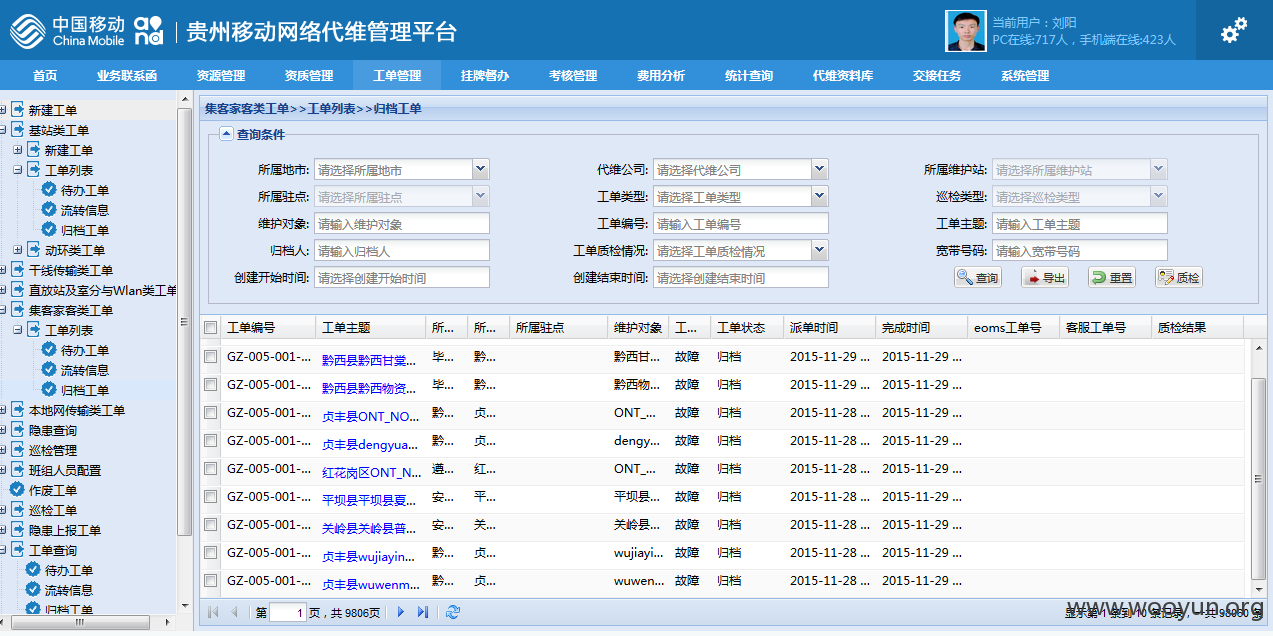 中国移动 China Mobile and 贵州移动网络代维管理平台
当前用户：刘阳
PC在线:717人，手机端在线:423人
首页 业务联系函 资源管理 资质管理 工单管理 挂牌督办 考核管理 费用分析 统计查询 代维资料库 交接任务 系统管理
新建工单
基站类工单
新建工单
工单列表
待办工单
流转信息
归档工单
动环类工单
干线传输类工单
直放站及室分与Wlan类工单
集客家客类工单
工单列表
待办工单
流转信息
归档工单
本地网传输类工单
隐患查询
巡检管理
班组人员配置
作废工单
巡检工单
隐患上报工单
工单查询
待办工单
流转信息
归档工单
集客家客类工单>>工单列表>>归档工单
查询条件
所属地市: 请选择所属地市 代维公司: 请选择代维公司 所属维护站: 请选择所属维护站
所属驻点: 请选择所属驻点 工单类型: 请选择工单类型 巡检类型: 请选择巡检类型
维护对象: 请输入维护对象 工单编号: 请输入工单编号 工单主题: 请输入工单主题
归档人: 请输入归档人 工单质检情况: 请选择工单质检情况 宽带号码: 请输入宽带号码
创建开始时间: 请选择创建开始时间 创建结束时间: 请选择创建结束时间 查询 导出 重置 质检
工单编号 工单主题 所... 所... 所属驻点 维护对象 工... 工单状态 派单时间 完成时间 eoms工单号 客服工单号 质检结果
GZ-005-001-... 黔西县黔西甘棠... 毕... 黔... 黔西甘... 故障 归档 2015-11-29 ... 2015-11-29 ...
GZ-005-001-... 黔西县黔西物资... 毕... 黔... 黔西物... 故障 归档 2015-11-29 ... 2015-11-29 ...
GZ-005-001-... 贞丰县ONT_NO... 黔... 贞... ONT_... 故障 归档 2015-11-28 ... 2015-11-29 ...
GZ-005-001-... 贞丰县dengyua... 黔... 贞... dengy... 故障 归档 2015-11-28 ... 2015-11-29 ...
GZ-005-001-... 红花岗区ONT_N... 遵... 红... ONT_... 故障 归档 2015-11-28 ... 2015-11-29 ...
GZ-005-001-... 平坝县平坝县夏... 安... 平... 平坝县... 故障 归档 2015-11-28 ... 2015-11-29 ...
GZ-005-001-... 关岭县关岭县普... 安... 关... 关岭县... 故障 归档 2015-11-28 ... 2015-11-29 ...
GZ-005-001-... 贞丰县wujiayin... 黔... 贞... wujiayi... 故障 归档 2015-11-28 ... 2015-11-29 ...
GZ-005-001-... 贞丰县wuwenm... 黔... 贞... wuwen... 故障 归档 2015-11-28 ... 2015-11-29 ...
第 1 页，共 9806页 显示第 1 条到 10 条记录，一共 98060 条
www.wooyun.org